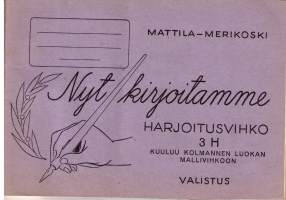 MATTILA-MERIKOSKI
Nyt kirjoitamme
HARJOITUSVIHKO
3 H
KUULUU KOLMANNEN LUOKAN
MALLIVIHKOON
VALISTUS